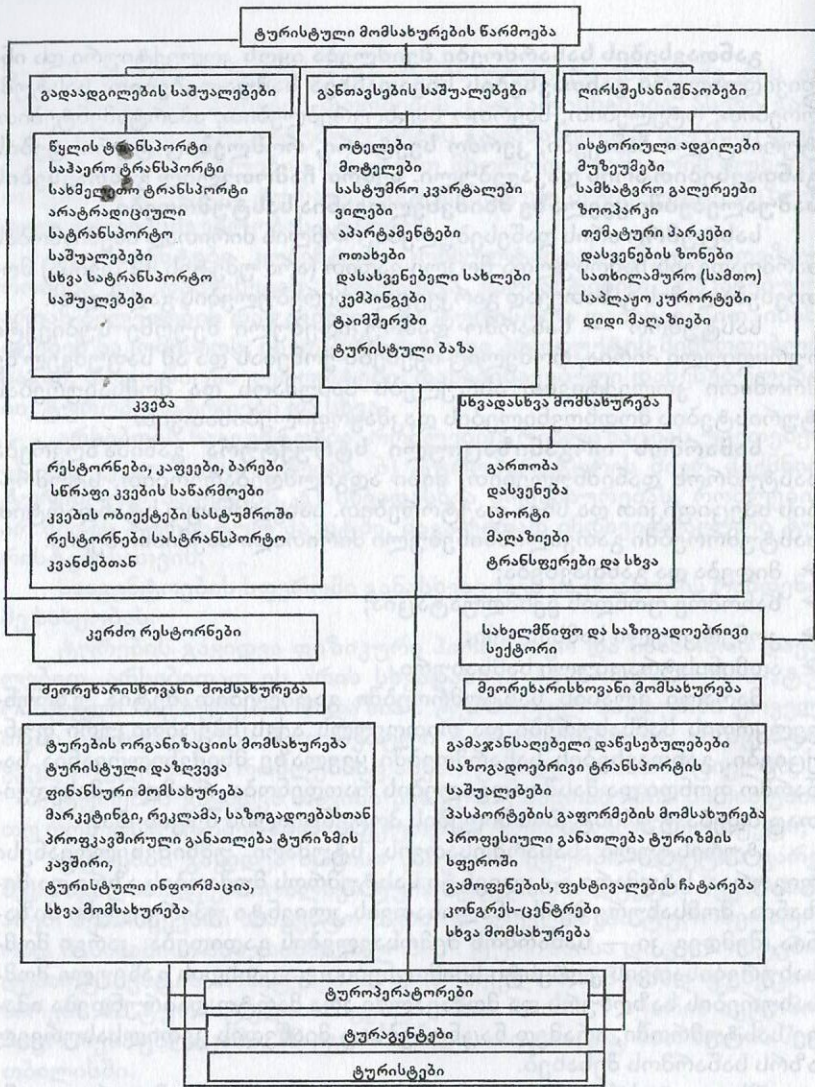 ტურისტული მომსახურების წარმოება
გადაადგილების საშუალებები
წყლის ტრანსპორტი
საჰაერო ტრანსპორტი
სახმელეთო ტრანსპორტი
არატრადიციული
სატრანსპორტო
საშუალებები
სხვა სატრანსპორტო
საშუალებები
განთავსების საშუალებები
ოტელები
მოტელები
სასტუმრო კვარტალები
ვილები
აპარტამენტები
ოთახები
დასასვენებელი სახლები
კემპინგები
ტაიმშერები
ტურისტული ბაზა
ღირსშესანიშნაობები
ისტორიული ადგილები
მუზეუმები
სამხატვრო გალერეები
ზოოპარკი
თემატური პარკები
დასვენების ზონები
სათხილამურო (სამთო)
საპლაჟო კურორტები
დიდი მაღაზიები
კვება
რესტორნები, კაფეები, ბარები
სწრაფი კვების საწარმოები
კვების ობიექტები სასტუმროში
რესტორნები სასტრანსპორტო
კვანძებთან
სხვადასხვა მომსახურება
გართობა
დასვენება
სპორტი
მაღაზიები
ტრანსფერები და სხვა
კერძო რესტორნები
სახელმწიფო და საზოგადოებრივი
სექტორი
მეორეხარისხოვანი მომსახურება
ტურების ორგანიზაციის მომსახურება
ტურისტული დაზღვევა
ფინანსური მომსახურება
მარკეტინგი, რეკლამა, საზოგადოებასთან
პროფკავშირული განათლება ტურიზმის
კავშირი,
ტურისტული ინფორმაცია,
სხვა მომსახურება
მეორეხარისხოვანი მომსახურება
გამაჯანსაღებელი დაწესებულებები
საზოგადოებრივი ტრანსპორტის
საშუალებები
პასპორტების გაფორმების მომსახურება
პროფესიული განათლება ტურიზმის
სფეროში
გამოფენების, ფესტივალების ჩატარება
კონგრეს-ცენტრები
სხვა მომსახურება
ტუროპერატორები
ტურაგენტები
ტურისტები